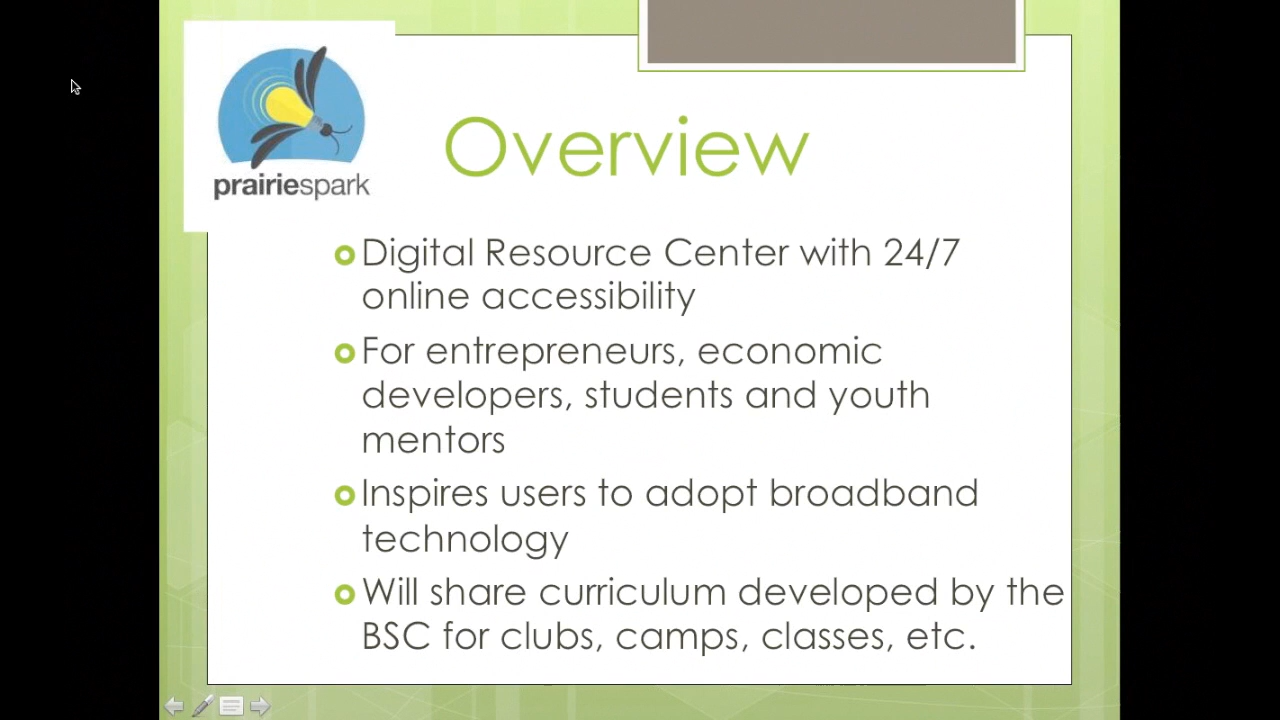 prairiespark
Overview
Digital Resource Center with 24/7
online accessibility
For entrepreneurs, economic
developers, students and youth
mentors
Inspires users to adopt broadband
technology
Will share curriculum developed by the
BSC for clubs, camps, classes, etc.